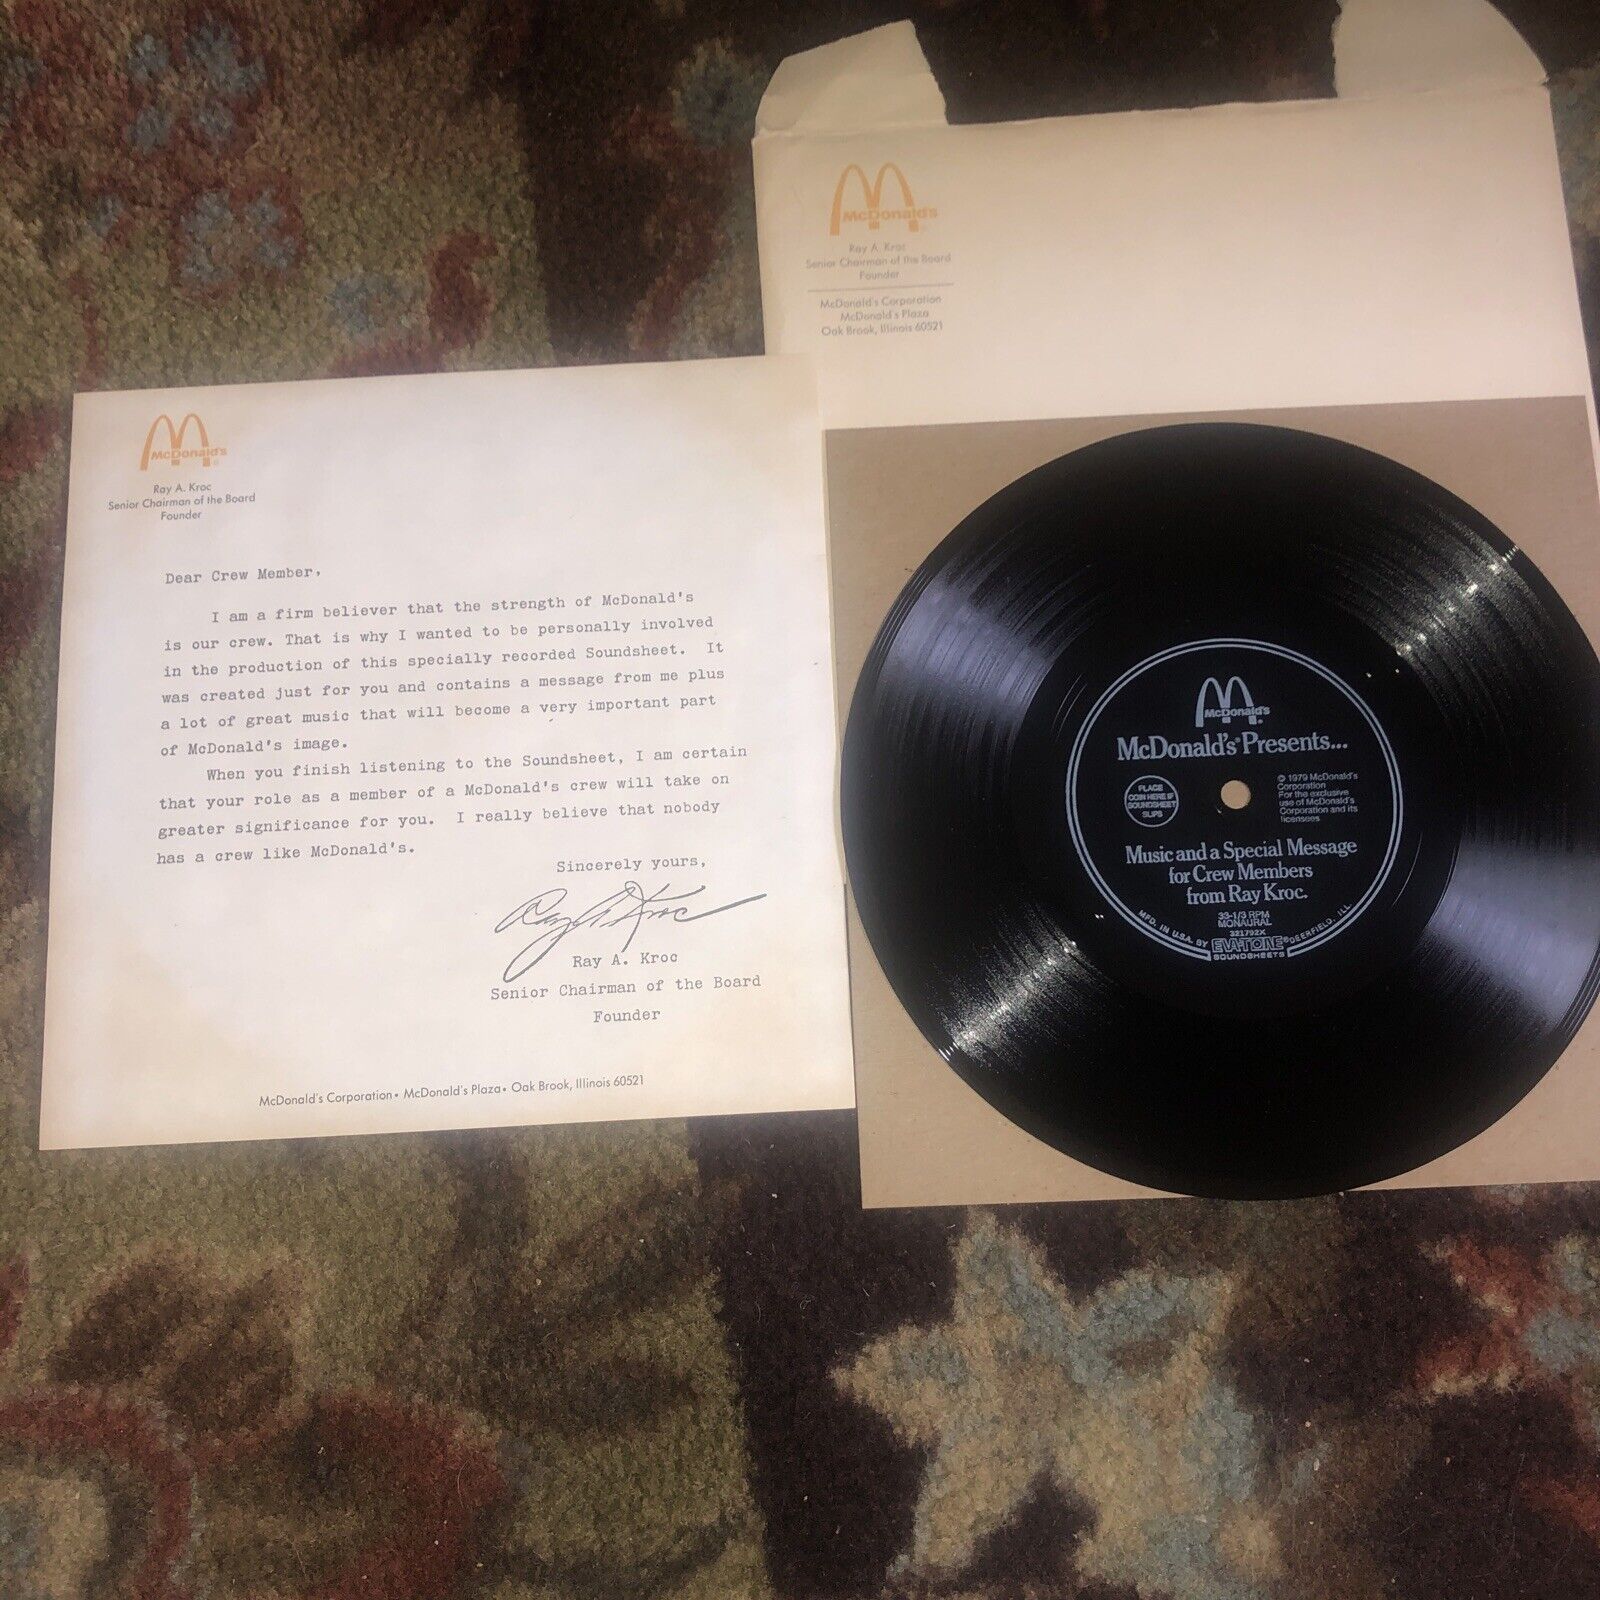 McDonald's
Ray A. Kroc
Senior Chairman of the Board
Founder
McDonald's Corporation
McDonald's Plaza
Oak Brook, Illinois 60521
McDonald's
Ray A. Kroc
Senior Chairman of the Board
Founder
Dear Crew Member,
I am a firm believer that the strength of McDonald's
is our crew. That is why I wanted to be personally involved
in the production of this specially recorded Soundsheet. It
was created just for you and contains a message from me plus
a lot of great music that will become a very important part
of McDonald's image.
When you finish listening to the Soundsheet, I am certain
that your role as a member of a McDonald's crew will take on
greater significance for you. I really believe that nobody
has a crew like McDonald's.
Sincerely yours,
Ray A. Kroc
Ray A. Kroc
Senior Chairman of the Board
Founder
McDonald's Corporation • McDonald's Plaza • Oak Brook, Illinois 60521
McDonald's®
McDonald's® Presents...
PLACE
COIN HERE IF
SOUNDSHEET
SLIPS
© 1979 McDonald's
Corporation
For the exclusive
use of McDonald's
Corporation and its
licensees
Music and a Special Message
for Crew Members
from Ray Kroc.
33-1/3 RPM
MONAURAL
321792X
MFD. IN U.S.A. BY EVA-TONE® DEERFIELD, ILL.
SOUNDSHEETS